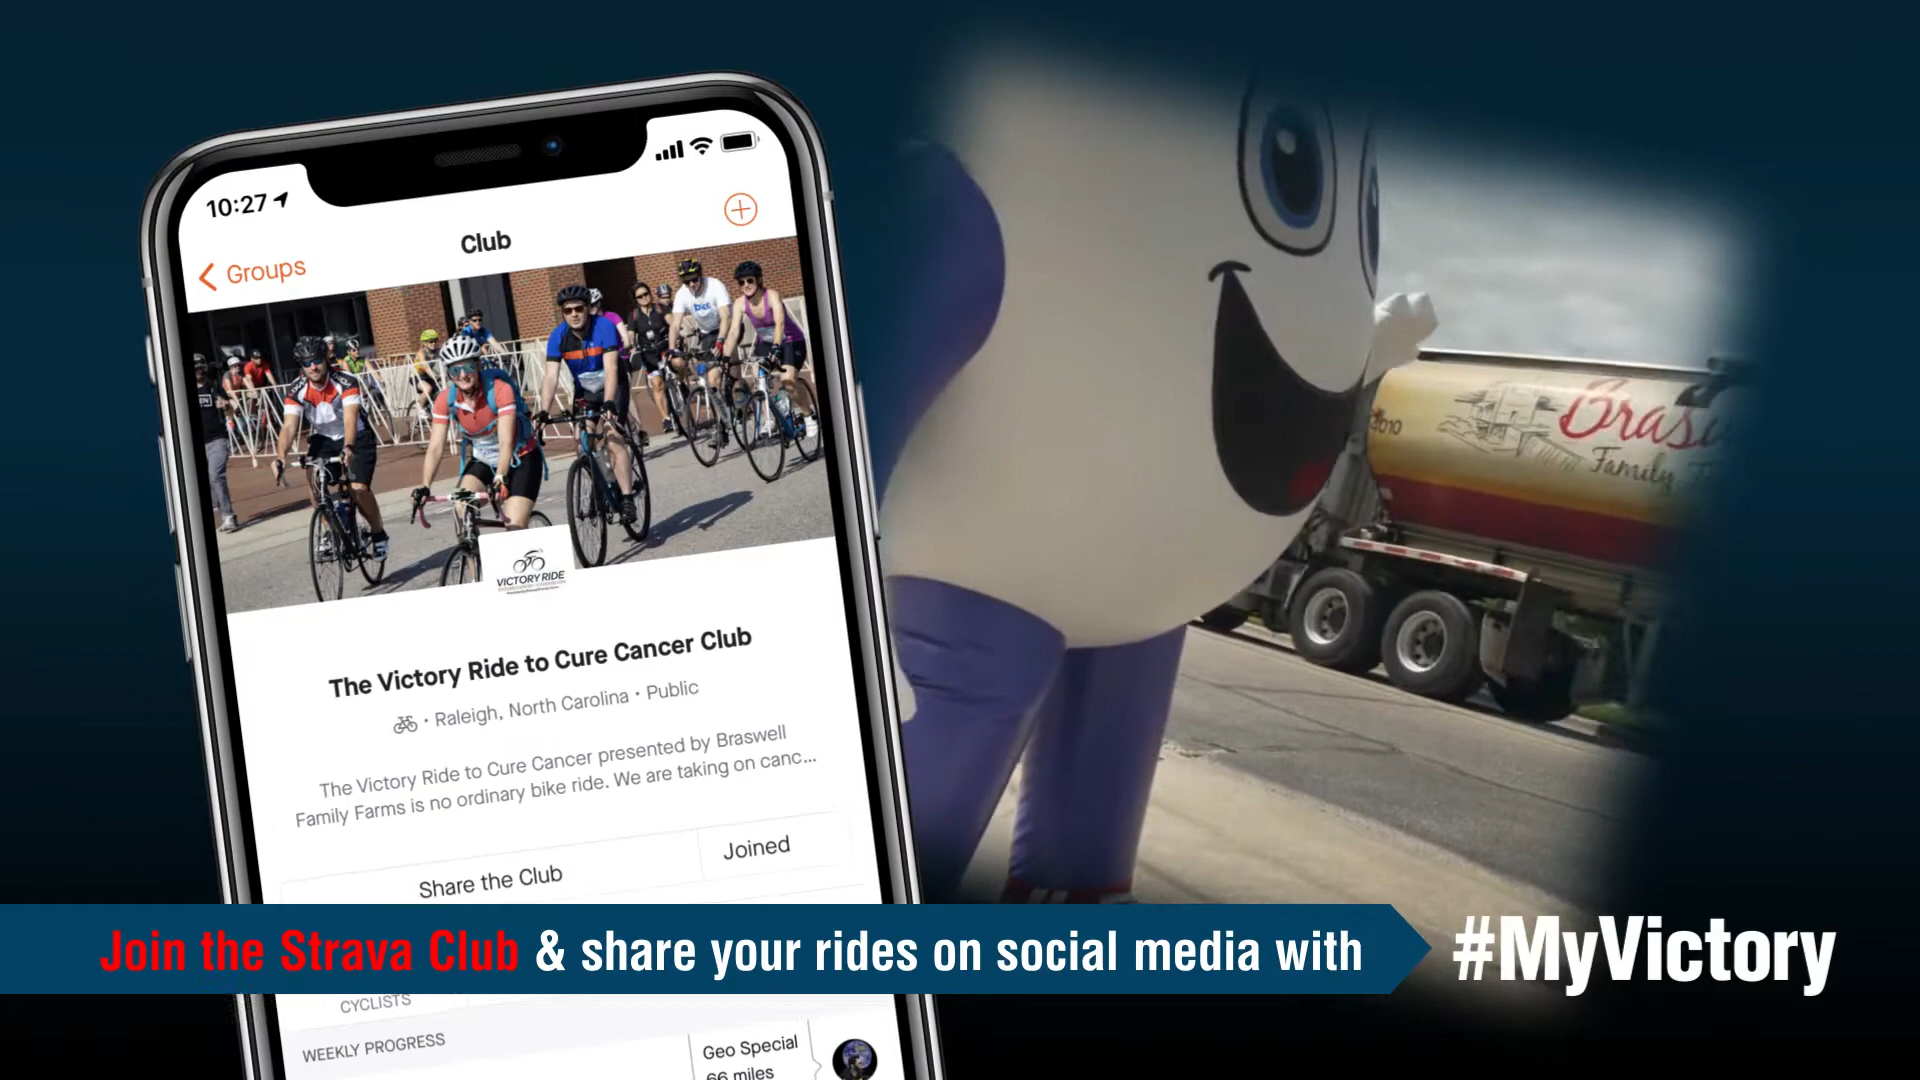 10:27
Club
Groups
VICTORY RIDE
The Victory Ride to Cure Cancer Club
• Raleigh, North Carolina • Public
The Victory Ride to Cure Cancer presented by Braswell
Family Farms is no ordinary bike ride. We are taking on canc...
Share the Club
Joined
Join the Strava Club & share your rides on social media with
#MyVictory
CYCLISTS
WEEKLY PROGRESS
Geo Special
66 miles
Family